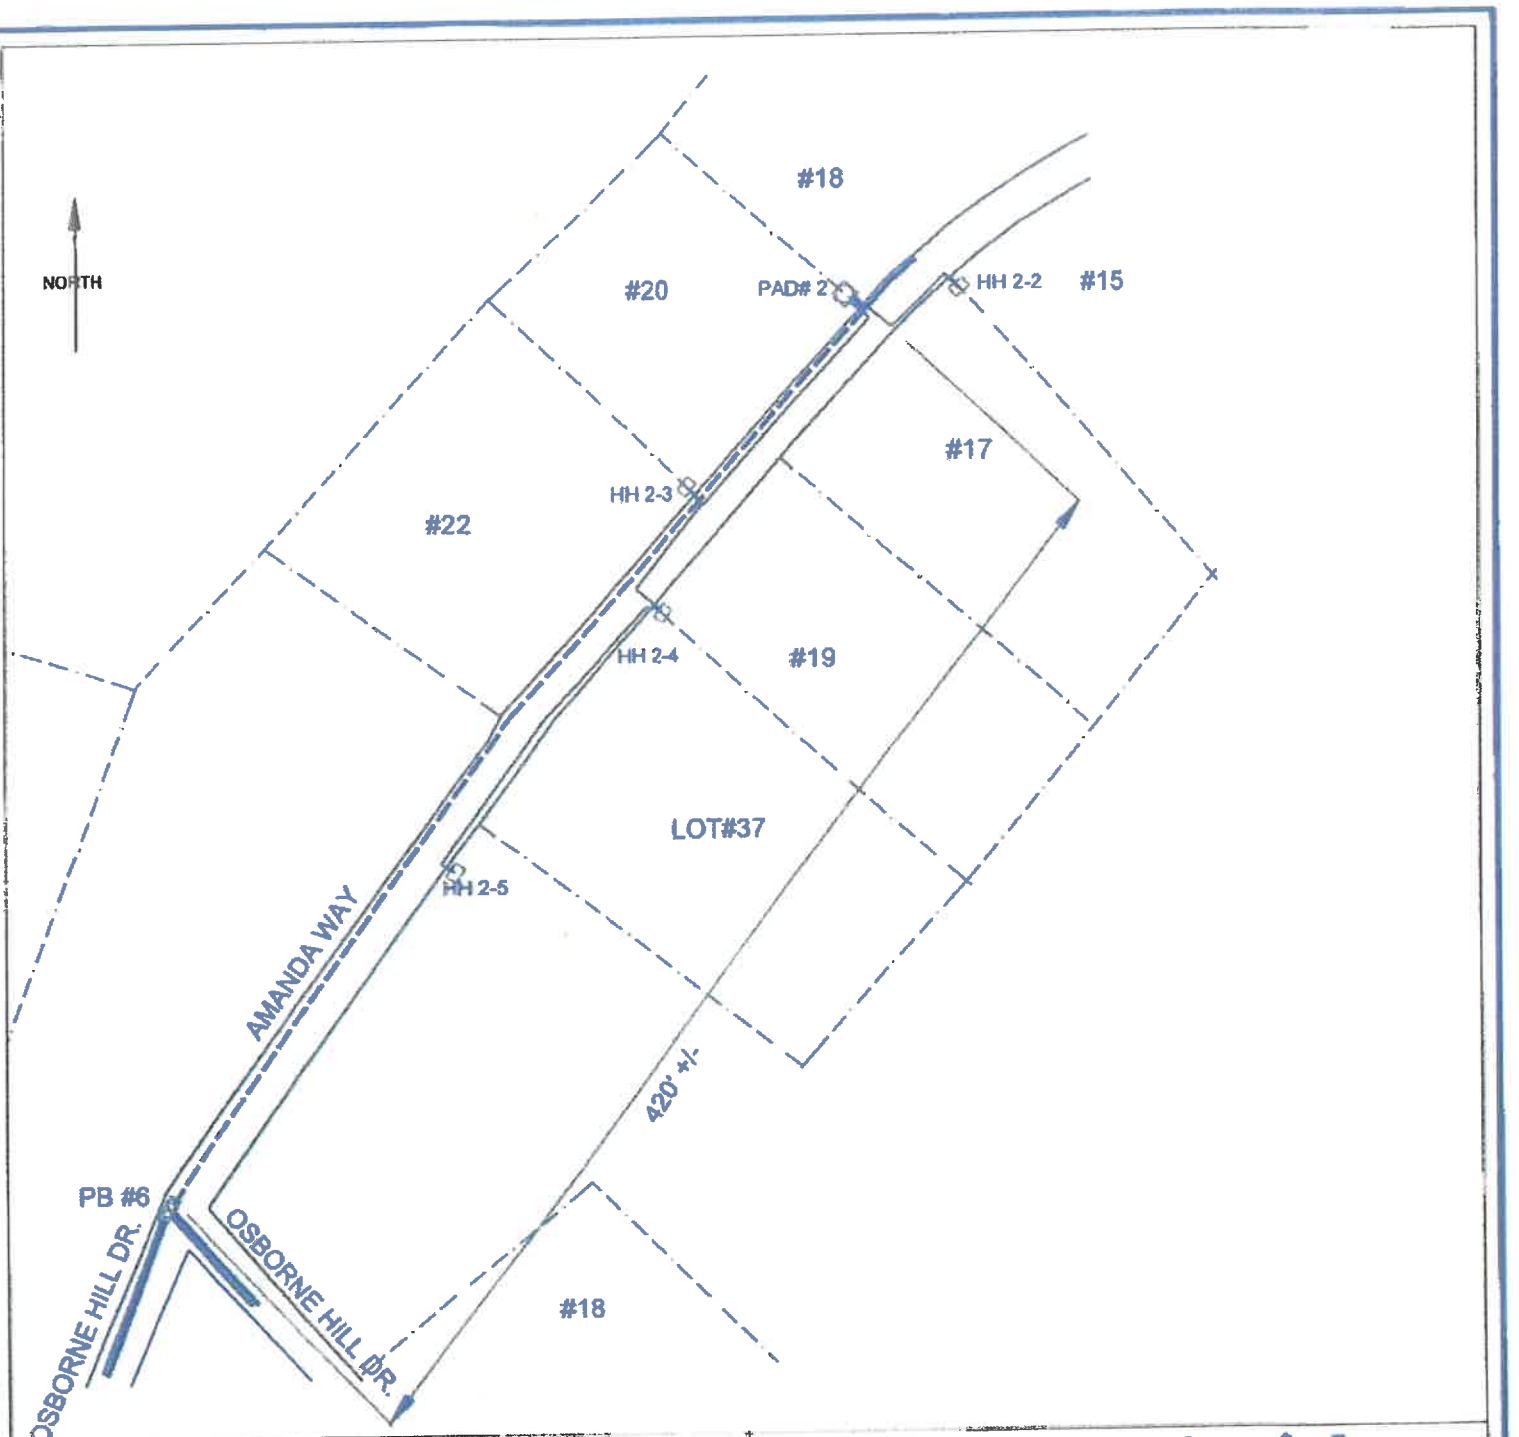 #18
NORTH
#20
PAD# 2
HH 2-2
#15
#17
HH 2-3
#22
HH 2-4
#19
LOT#37
HH 2-5
AMANDA WAY
420' +/-
PB #6
OSBORNE HILL DR.
OSBORNE HILL DR.
#18